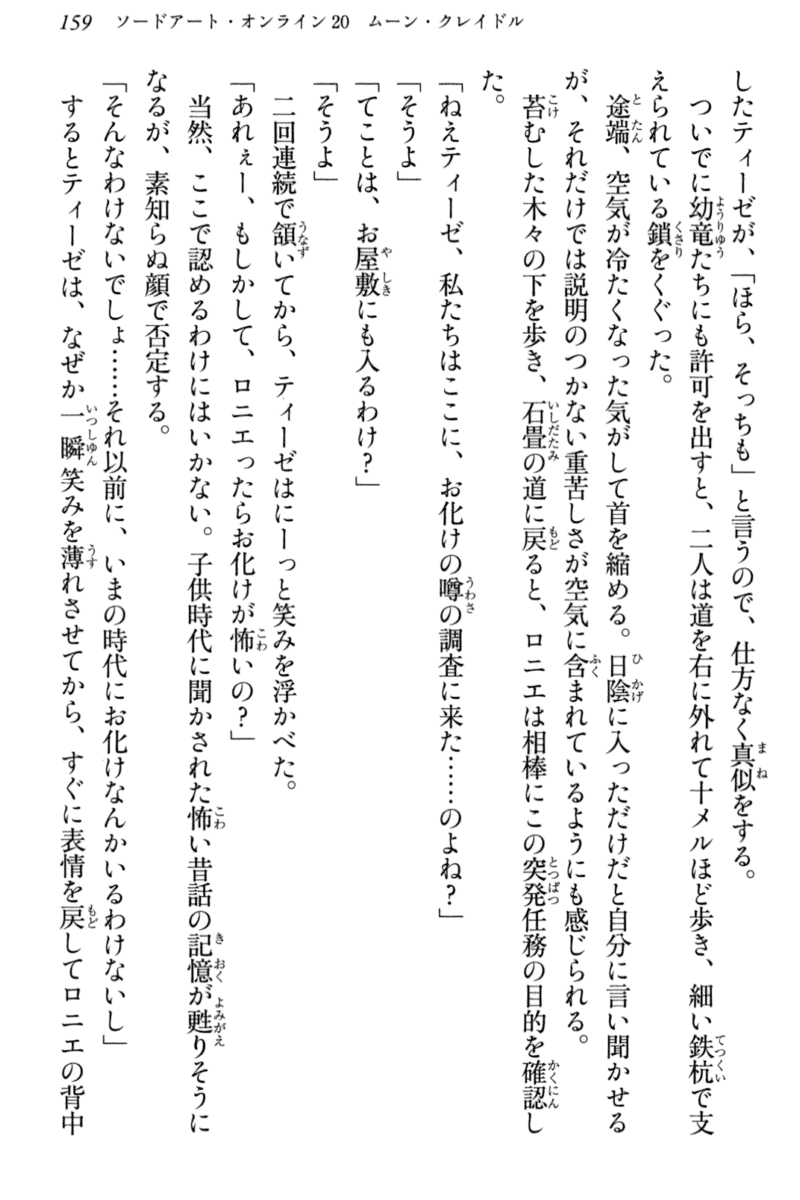 159　ソードアート・オンライン20　ムーン・クレイドル
したティーゼが、「ほら、そっちも」と言うので、仕方なく真似をする。
　ついでに幼竜たちにも許可を出すと、二人は道を右に外れて十メルほど歩き、細い鉄杭で支
えられている鎖をくぐった。
　途端、空気が冷たくなった気がして首を縮める。日陰に入っただけだと自分に言い聞かせる
が、それだけでは説明のつかない重苦しさが空気に含まれているようにも感じられる。
　苔むした木々の下を歩き、石畳の道に戻ると、ロニエは相棒にこの突発任務の目的を確認し
た。
「ねえティーゼ、私たちはここに、お化けの噂の調査に来た……のよね？」
「そうよ」
「てことは、お屋敷にも入るわけ？」
「そうよ」
　二回連続で頷いてから、ティーゼはにーっと笑みを浮かべた。
「あれぇー、もしかして、ロニエったらお化けが怖いの？」
　当然、ここで認めるわけにはいかない。子供時代に聞かされた怖い昔話の記憶が甦りそうに
なるが、素知らぬ顔で否定する。
「そんなわけないでしょ……それ以前に、いまの時代にお化けなんかいるわけないし」
　するとティーゼは、なぜか一瞬笑みを薄れさせてから、すぐに表情を戻してロニエの背中